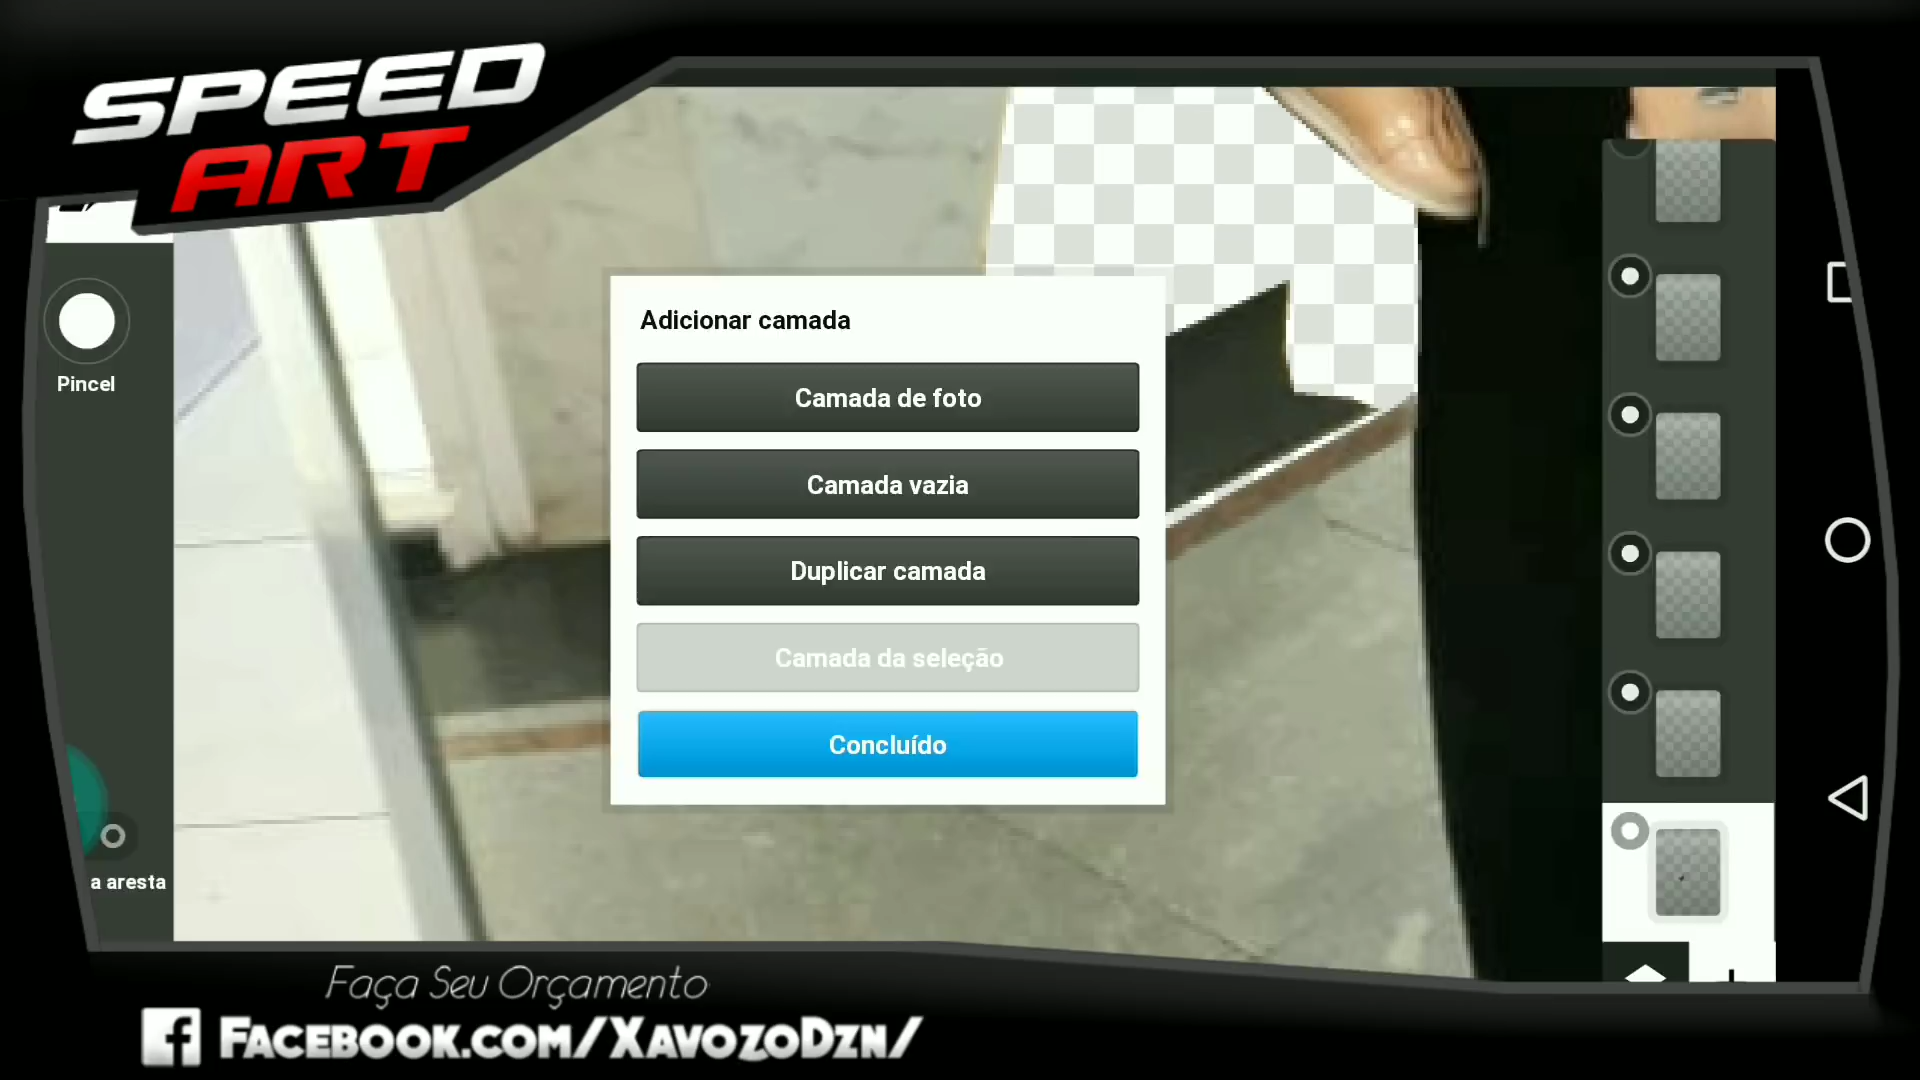 SPEED
ART
Pincel
Adicionar camada
Camada de foto
Camada vazia
Duplicar camada
Camada da seleção
Concluído
a aresta
Faça Seu Orçamento
Facebook.com/XavozoDzn/